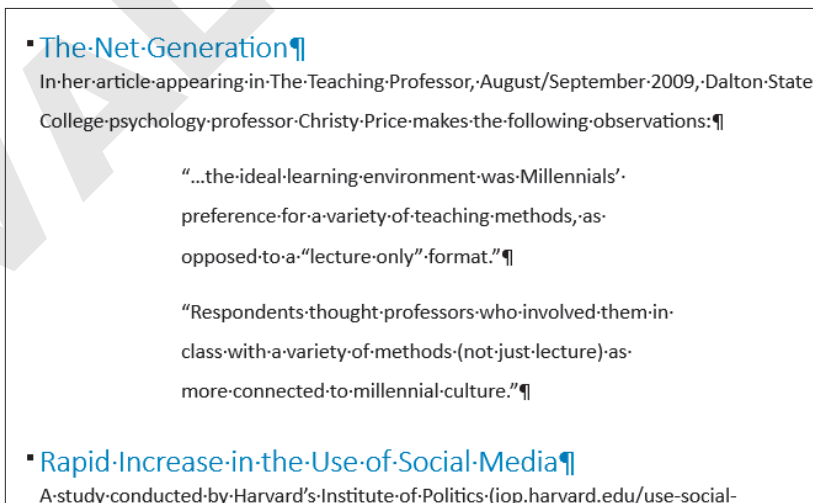 The·Net·Generation¶
In·her·article·appearing·in·The·Teaching·Professor,·August/September·2009,·Dalton·State
College·psychology·professor·Christy·Price·makes·the·following·observations:¶
“…the·ideal·learning·environment·was·Millennials’·
preference·for·a·variety·of·teaching·methods,·as·
opposed·to·a·“lecture·only”·format.”¶
“Respondents·thought·professors·who·involved·them·in·
class·with·a·variety·of·methods·(not·just·lecture)·as·
more·connected·to·millennial·culture.”¶
Rapid·Increase·in·the·Use·of·Social·Media¶
A·study·conducted·by·Harvard’s·Institute·of·Politics·(iop.harvard.edu/use-social-